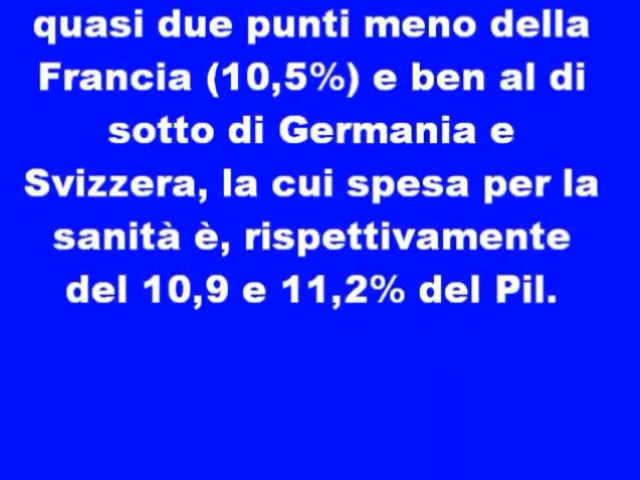 quasi due punti meno della
Francia (10,5%) e ben al di
sotto di Germania e
Svizzera, la cui spesa per la
sanità è, rispettivamente
del 10,9 e 11,2% del Pil.